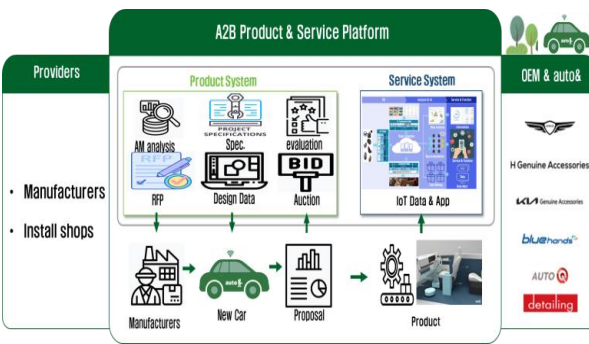 A2B Product & Service Platform
Providers
Manufacturers
Install shops
Product System
AM analysis
PROJECT
SPECIFICATIONS
Spec.
evaluation
RFP
RFP
Design Data
BID
Auction
Service System
IoT Data & App
Manufacturers
auto&
New Car
Proposal
Product
OEM & auto&
H Genuine Accessories
KIA Genuine Accessories
bluehands
AUTO Q
detailing